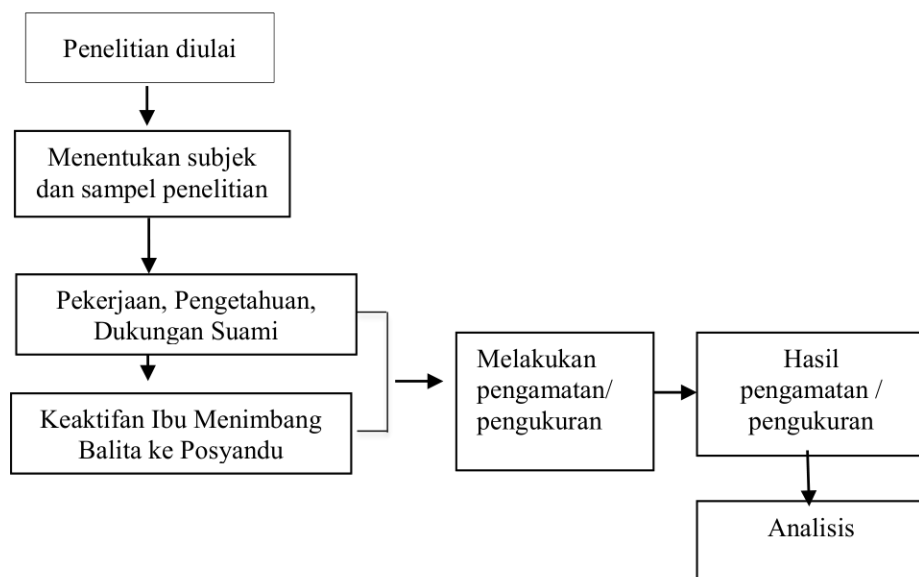 Penelitian diulai
Menentukan subjek
dan sampel penelitian
Pekerjaan, Pengetahuan,
Dukungan Suami
Keaktifan Ibu Menimbang
Balita ke Posyandu
Melakukan
pengamatan/
pengukuran
Hasil
pengamatan /
pengukuran
Analisis